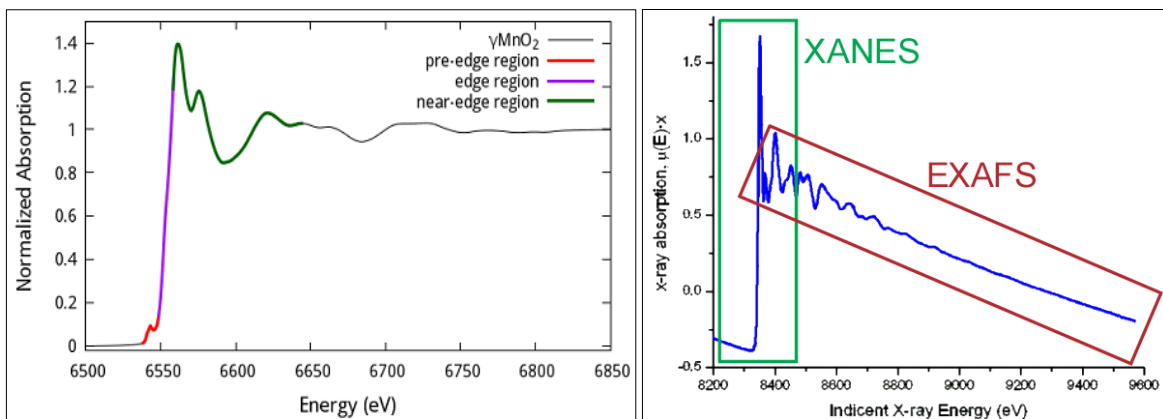 1.4
1.2
1
0.8
0.6
0.4
0.2
0
Normalized Absorption
γMnO2
pre-edge region
edge region
near-edge region
6500 6550 6600 6650 6700 6750 6800 6850
Energy (eV)
1.5
1.0
0.5
0.0
-0.5
X-ray absorption, μ(E)·x
XANES
EXAFS
8200 8400 8600 8800 9000 9200 9400 9600
Indicent X-ray Energy (eV)